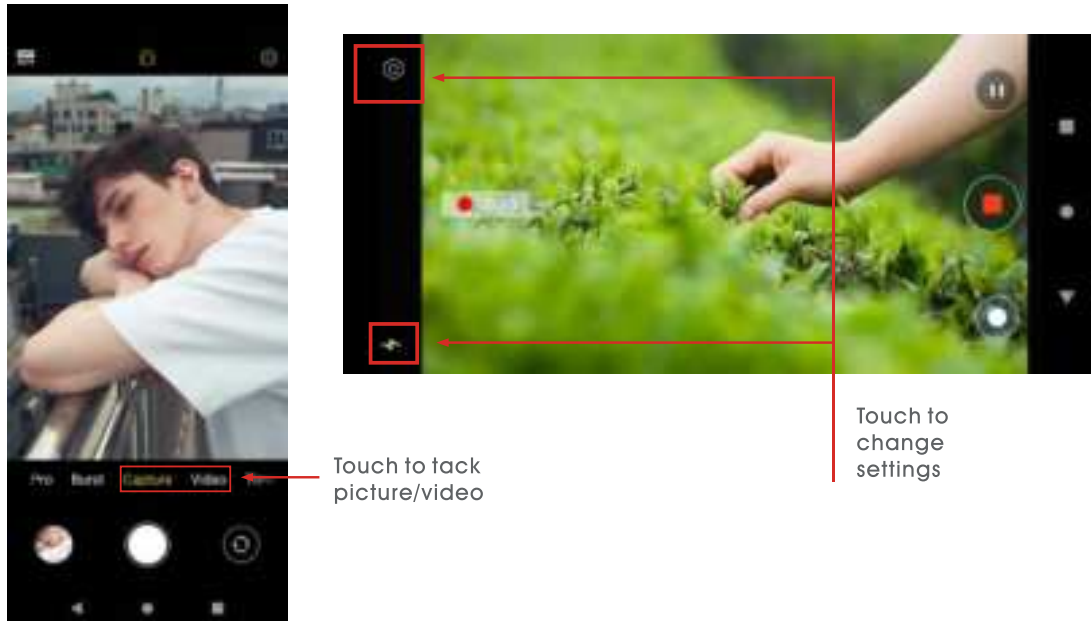 Pro Burst Capture Video
Touch to tack
picture/video
Touch to
change
settings